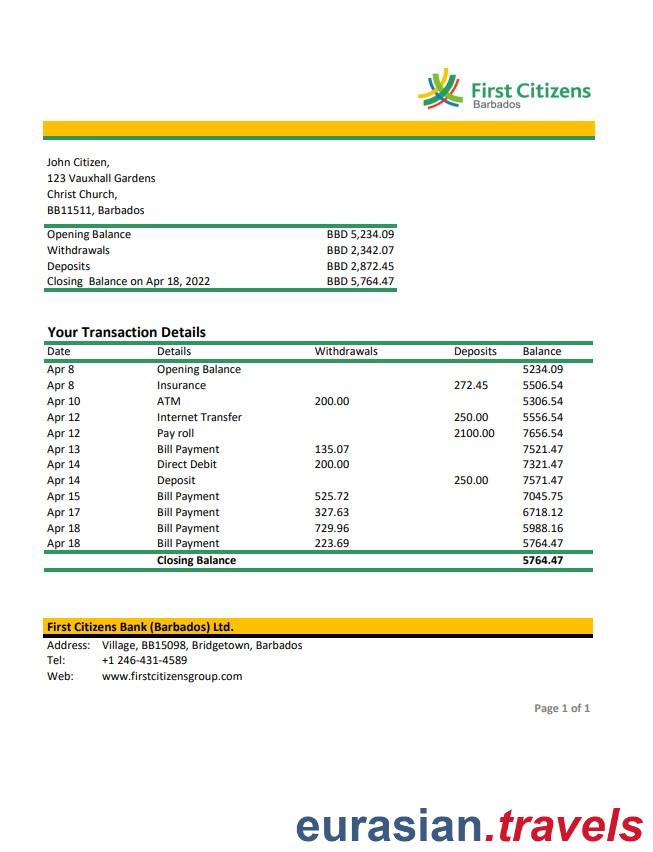 First Citizens
Barbados
John Citizen,
123 Vauxhall Gardens
Christ Church,
BB11511, Barbados
Opening Balance BBD 5,234.09
Withdrawals BBD 2,342.07
Deposits BBD 2,872.45
Closing  Balance on Apr 18, 2022 BBD 5,764.47
Your Transaction Details
Date Details Withdrawals Deposits Balance
Apr 8 Opening Balance 5234.09
Apr 8 Insurance 272.45 5506.54
Apr 10 ATM 200.00 5306.54
Apr 12 Internet Transfer 250.00 5556.54
Apr 12 Pay roll 2100.00 7656.54
Apr 13 Bill Payment 135.07 7521.47
Apr 14 Direct Debit 200.00 7321.47
Apr 14 Deposit 250.00 7571.47
Apr 15 Bill Payment 525.72 7045.75
Apr 17 Bill Payment 327.63 6718.12
Apr 18 Bill Payment 729.96 5988.16
Apr 18 Bill Payment 223.69 5764.47
Closing Balance 5764.47
First Citizens Bank (Barbados) Ltd.
Address: Village, BB15098, Bridgetown, Barbados
Tel: +1 246-431-4589
Web: www.firstcitizensgroup.com
Page 1 of 1
eurasian.travels